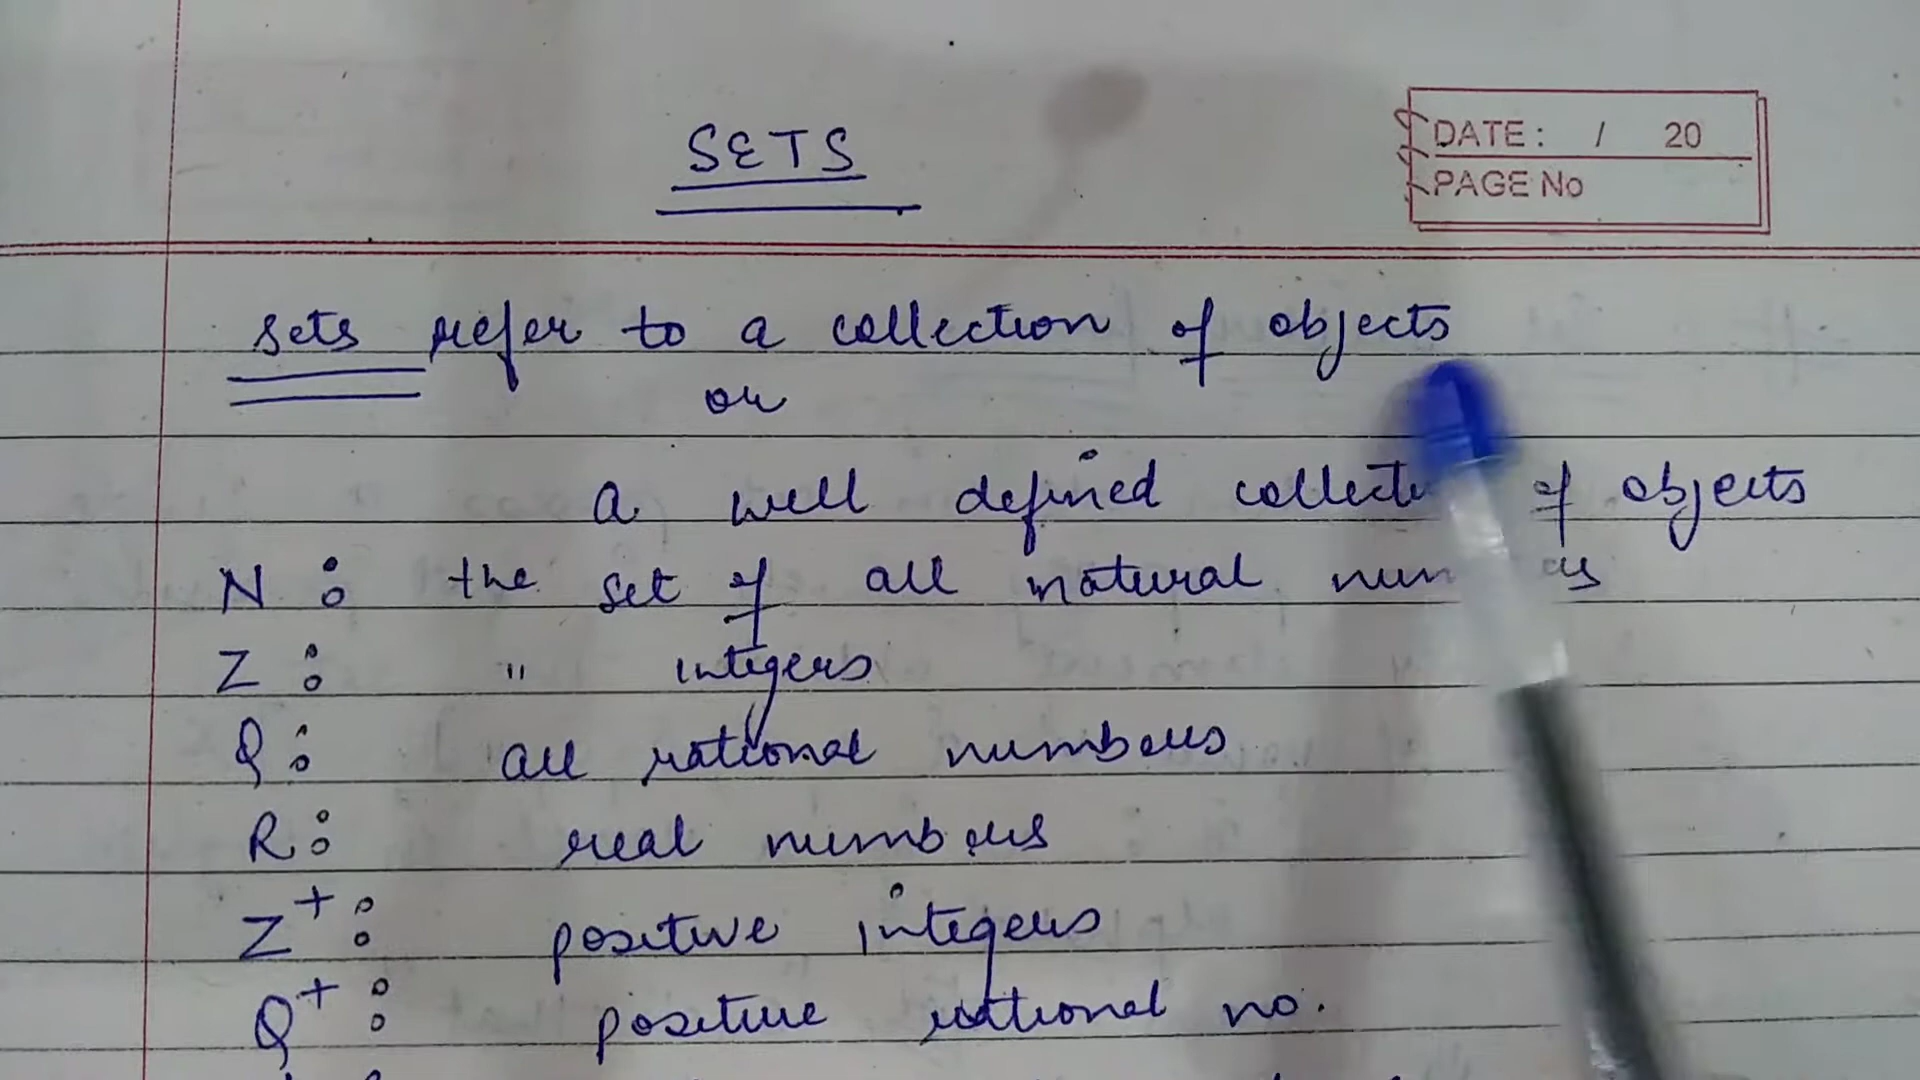 SETS
DATE: / 20
PAGE No
sets refer to a collection of objects
or
a well defined of objects
N: the set of all natural
Z: " integers
Q: all rational numbers
R: real numbers
Z+: positive integers
Q+: positive rational no.